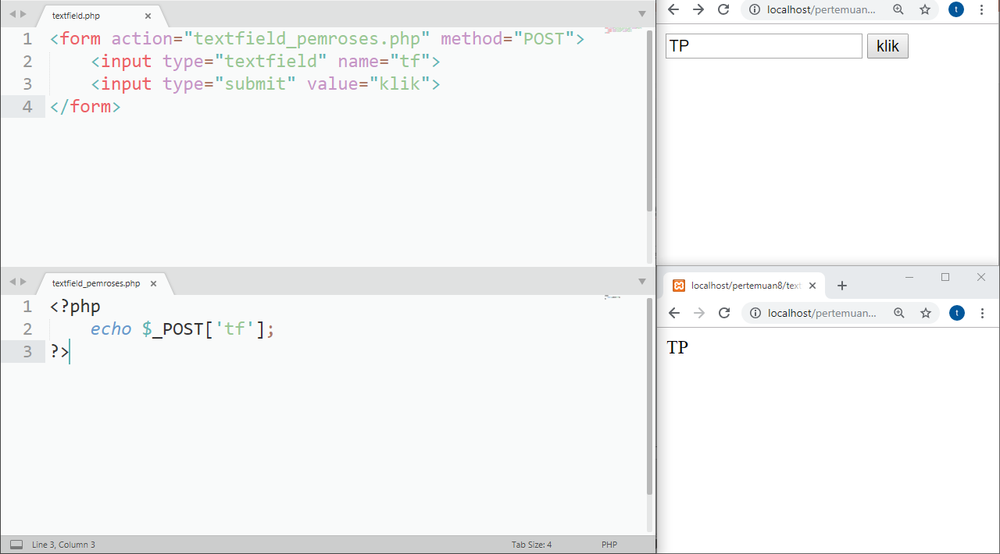 textfield.php ×
1 <form action="textfield_pemroses.php" method="POST">
2 <input type="textfield" name="tf">
3 <input type="submit" value="klik">
4 </form>
localhost/pertemuan... t
TP klik
textfield_pemroses.php ×
1 <?php
2 echo $_POST['tf'];
3 ?>
Line 3, Column 3 Tab Size: 4 PHP
localhost/pertemuan8/text
localhost/pertemuan... t
TP